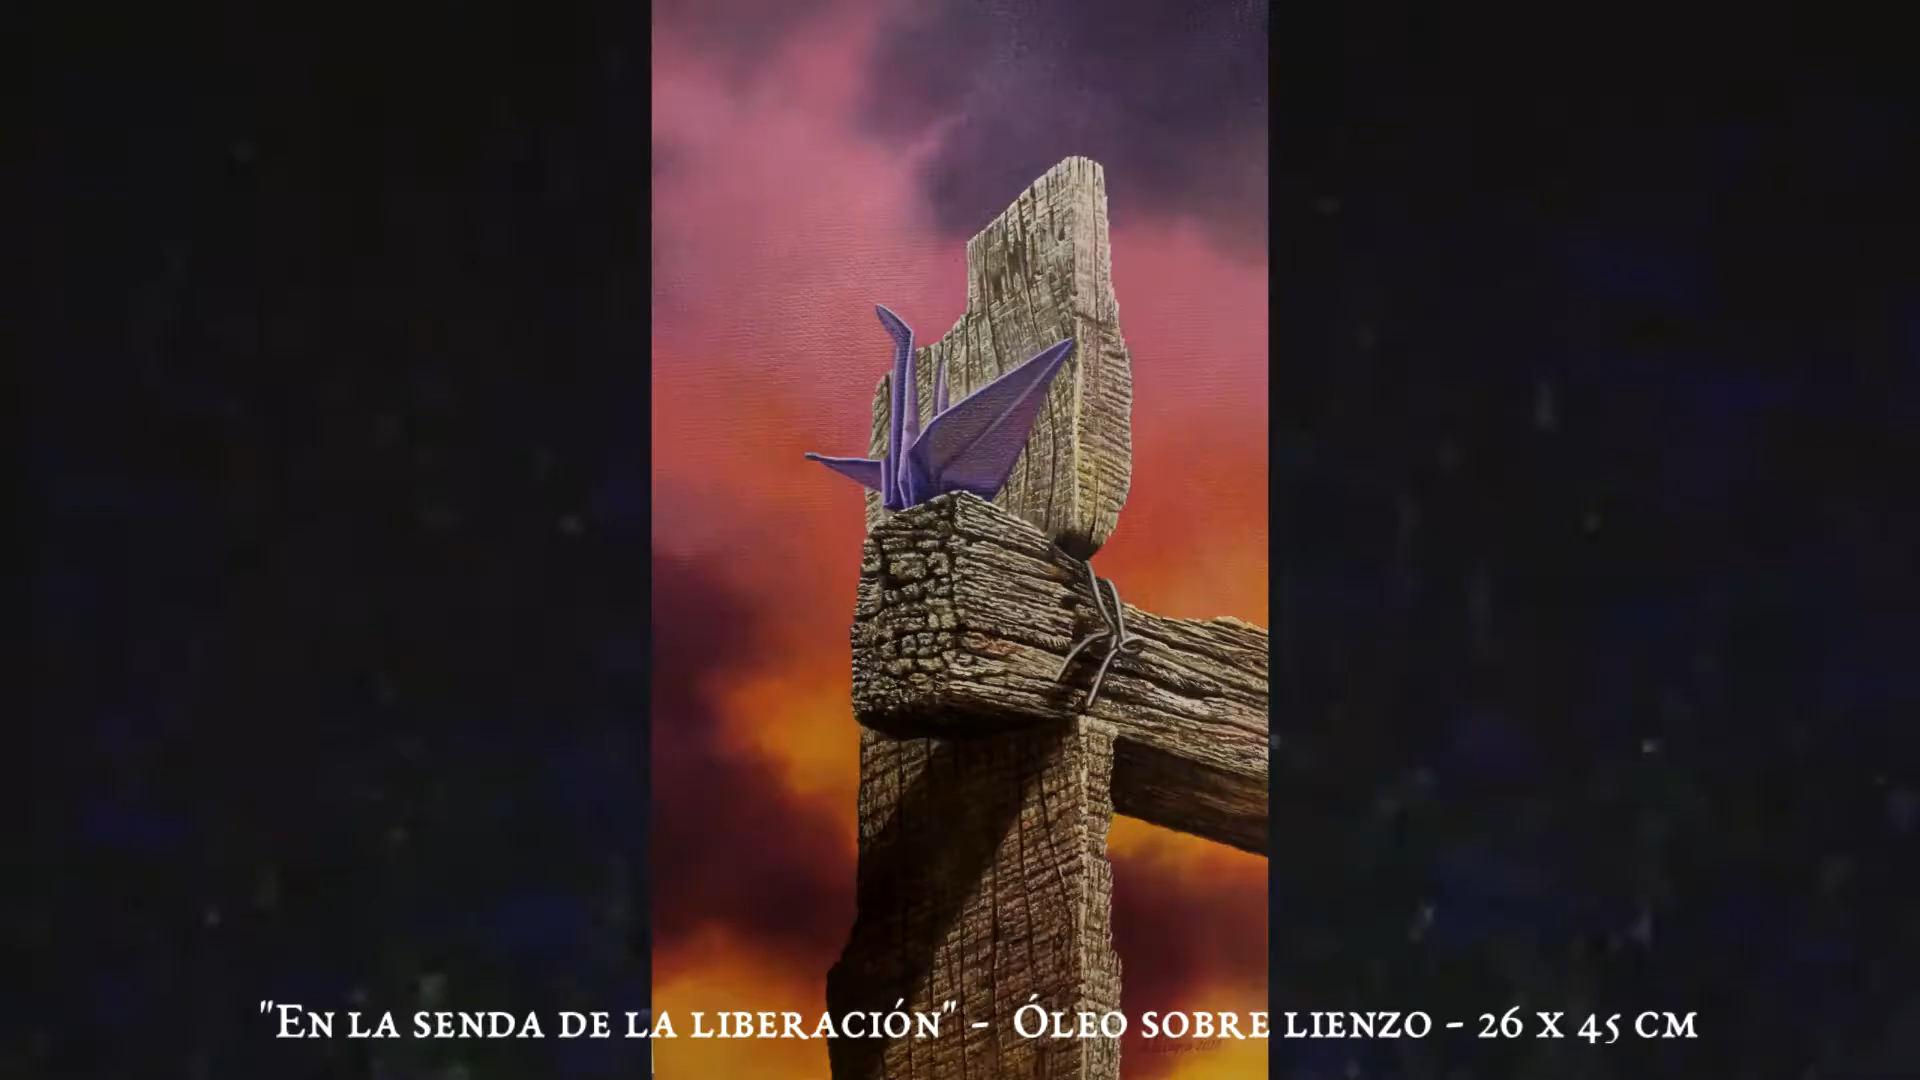 "En la senda de la liberación" - Óleo sobre lienzo - 26 x 45 cm